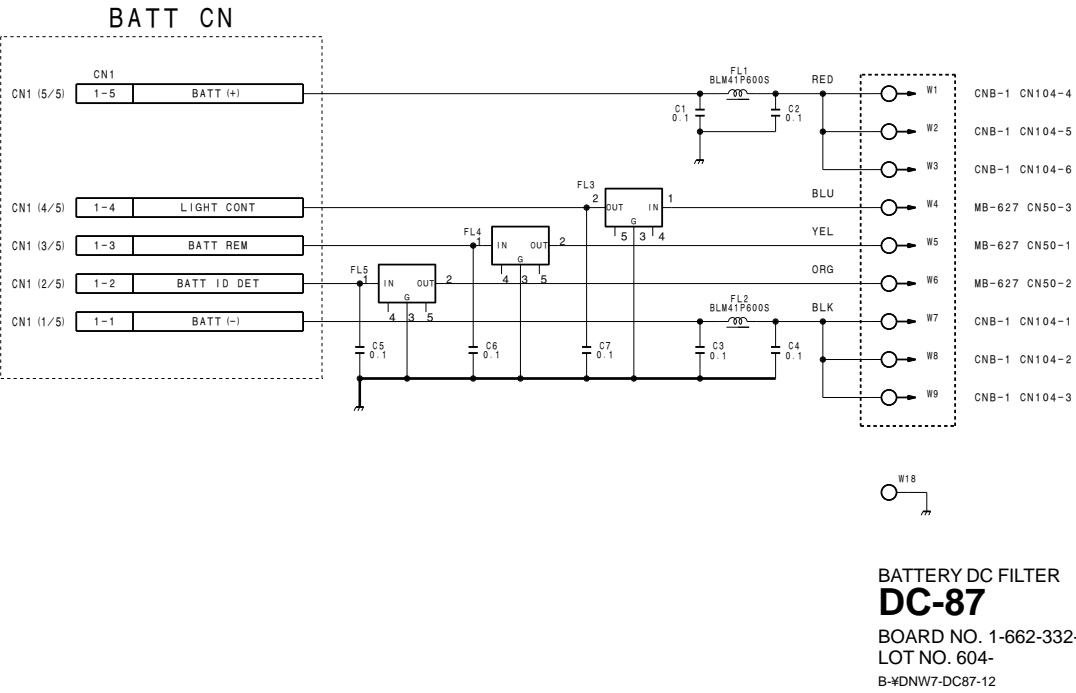 BATT CN
CN1
CN1 (5/5) 1-5 BATT (+)
FL1
BLM41P600S
RED
W1 CNB-1 CN104-4
C1
0.1
C2
0.1
W2 CNB-1 CN104-5
W3 CNB-1 CN104-6
CN1 (4/5) 1-4 LIGHT CONT
FL3
2 OUT IN 1
G
5 3 4
BLU
W4 MB-627 CN50-3
CN1 (3/5) 1-3 BATT REM
FL4
1 IN OUT 2
G
4 3 5
YEL
W5 MB-627 CN50-1
CN1 (2/5) 1-2 BATT ID DET
FL5
1 IN OUT 2
G
4 3 5
ORG
W6 MB-627 CN50-2
CN1 (1/5) 1-1 BATT (-)
FL2
BLM41P600S
BLK
W7 CNB-1 CN104-1
C5
0.1
C6
0.1
C7
0.1
C3
0.1
C4
0.1
W8 CNB-1 CN104-2
W9 CNB-1 CN104-3
W18
BATTERY DC FILTER
DC-87
BOARD NO. 1-662-332-
LOT NO. 604-
B-¥DNW7-DC87-12